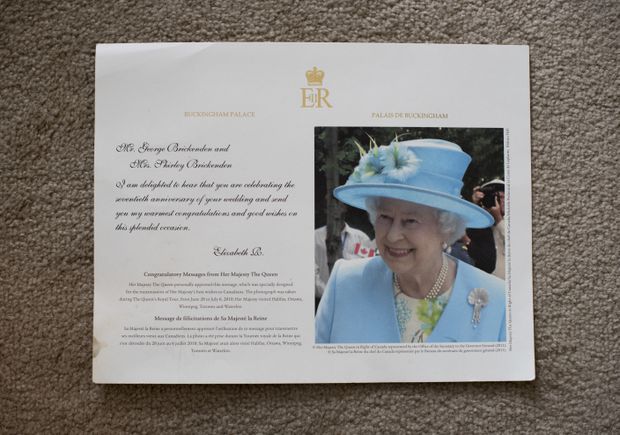 EIIR
BUCKINGHAM PALACE
PALAIS DE BUCKINGHAM
Mr. George Brickenden and
Mrs. Shirley Brickenden
I am delighted to hear that you are celebrating the
seventieth anniversary of your wedding and send
you my warmest congratulations and good wishes on
this splendid occasion.
Elizabeth R.
Congratulatory Messages from Her Majesty The Queen
Her Majesty The Queen personally approved this message, which was specially designed
for the transmission of Her Majesty's best wishes to Canadians. The photograph was taken
during The Queen's Royal Tour, from June 28 to July 6, 2010; Her Majesty visited Halifax, Ottawa,
Winnipeg, Toronto and Waterloo.
Message de félicitations de Sa Majesté la Reine
Sa Majesté la Reine a personnellement approuvé l'utilisation de ce message pour transmettre
ses meilleurs vœux aux Canadiens. La photo a été prise durant la Tournée royale de la Reine qui
s'est déroulée du 28 juin au 6 juillet 2010; Sa Majesté avait alors visité Halifax, Ottawa, Winnipeg,
Toronto et Waterloo.
© Her Majesty The Queen in Right of Canada represented by the Office of the Secretary to the Governor General (2011)
© Sa Majesté la Reine du chef du Canada représentée par le Bureau du secrétaire du gouverneur général (2011)